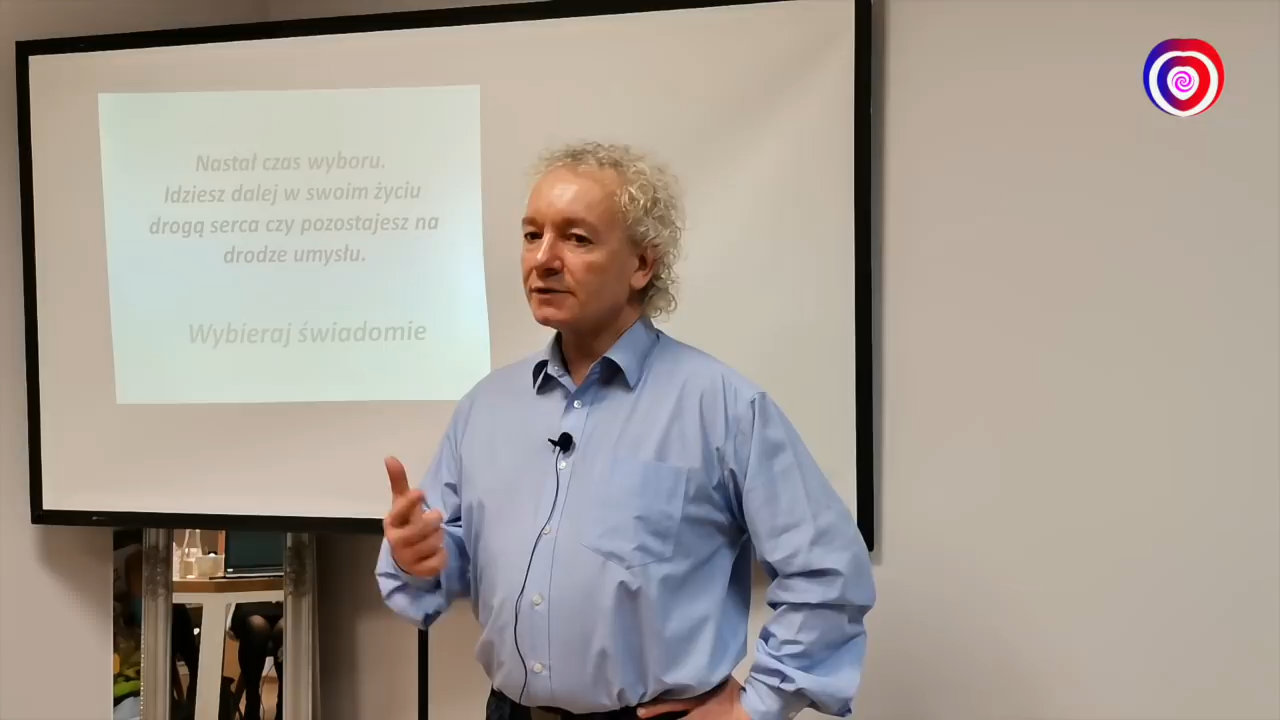 Nastał czas wyboru.
Idziesz dalej w swoim życiu
drogą serca czy pozostajesz na
drodze umysłu.
Wybieraj świadomie